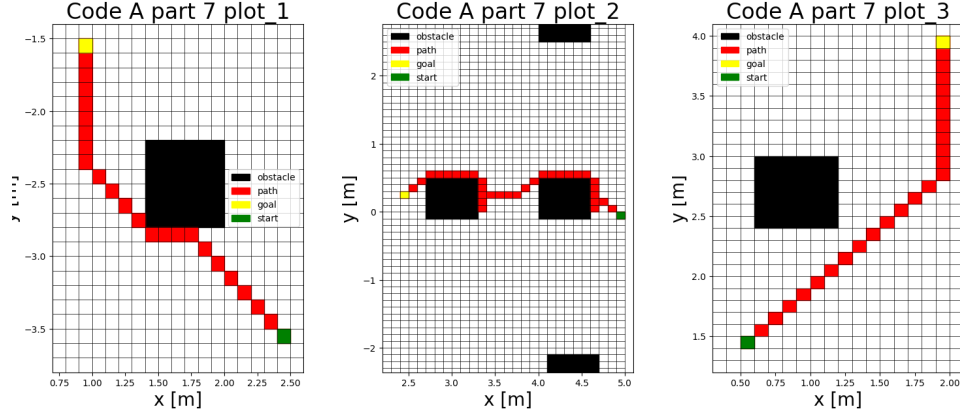 Code A part 7 plot_1
−1.5
−2.0
−2.5
−3.0
−3.5
0.75 1.00 1.25 1.50 1.75 2.00 2.25 2.50
x [m]
y [m]
obstacle
path
goal
start
Code A part 7 plot_2
obstacle
path
goal
start
2
1
0
−1
−2
2.5 3.0 3.5 4.0 4.5 5.0
x [m]
y [m]
Code A part 7 plot_3
obstacle
path
goal
start
4.0
3.5
3.0
2.5
2.0
1.5
0.50 0.75 1.00 1.25 1.50 1.75 2.00
x [m]
y [m]